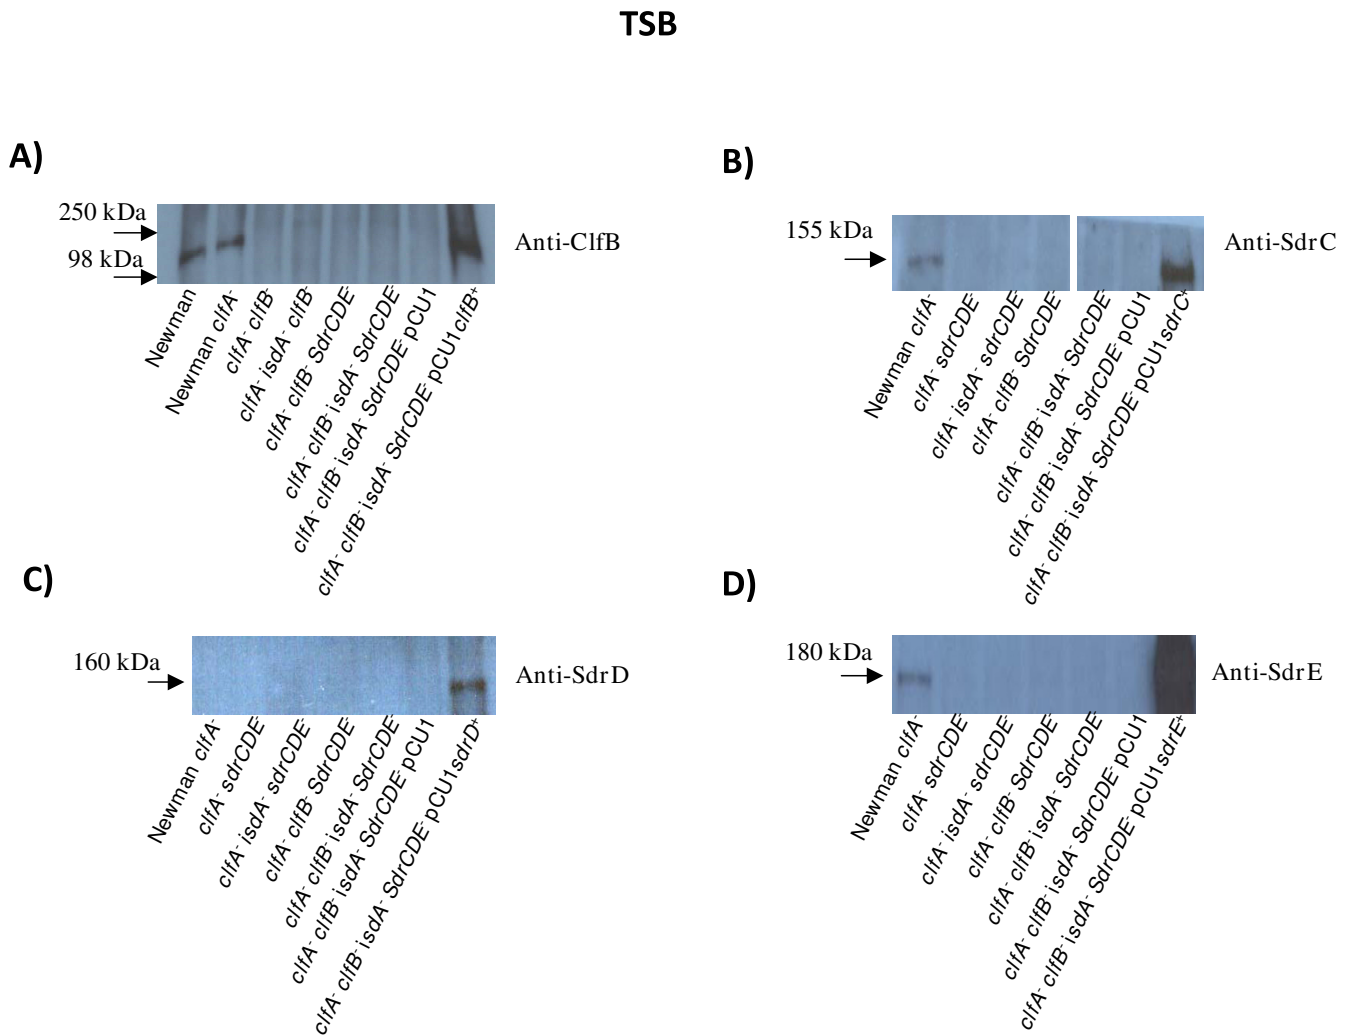 TSB
A)
250 kDa
98 kDa
Anti-ClfB
Newman
Newman clfA-
clfA- clfB-
clfA- isdA- clfB-
clfA- clfB- SdrCDE-
clfA- clfB- isdA- SdrCDE-
clfA- clfB- isdA- SdrCDE- pCU1
clfA- clfB- isdA- SdrCDE- pCU1clfB+
B)
155 kDa
Anti-SdrC
Newman clfA-
clfA- sdrCDE-
clfA- isdA- sdrCDE-
clfA- clfB- SdrCDE-
clfA- clfB- isdA- SdrCDE-
clfA- clfB- isdA- SdrCDE- pCU1
clfA- clfB- isdA- SdrCDE- pCU1sdrC+
C)
160 kDa
Anti-SdrD
Newman clfA-
clfA- sdrCDE-
clfA- isdA- sdrCDE-
clfA- clfB- SdrCDE-
clfA- clfB- isdA- SdrCDE-
clfA- clfB- isdA- SdrCDE- pCU1
clfA- clfB- isdA- SdrCDE- pCU1sdrD+
D)
180 kDa
Anti-SdrE
Newman clfA-
clfA- sdrCDE-
clfA- isdA- sdrCDE-
clfA- clfB- SdrCDE-
clfA- clfB- isdA- SdrCDE-
clfA- clfB- isdA- SdrCDE- pCU1
clfA- clfB- isdA- SdrCDE- pCU1sdrE+